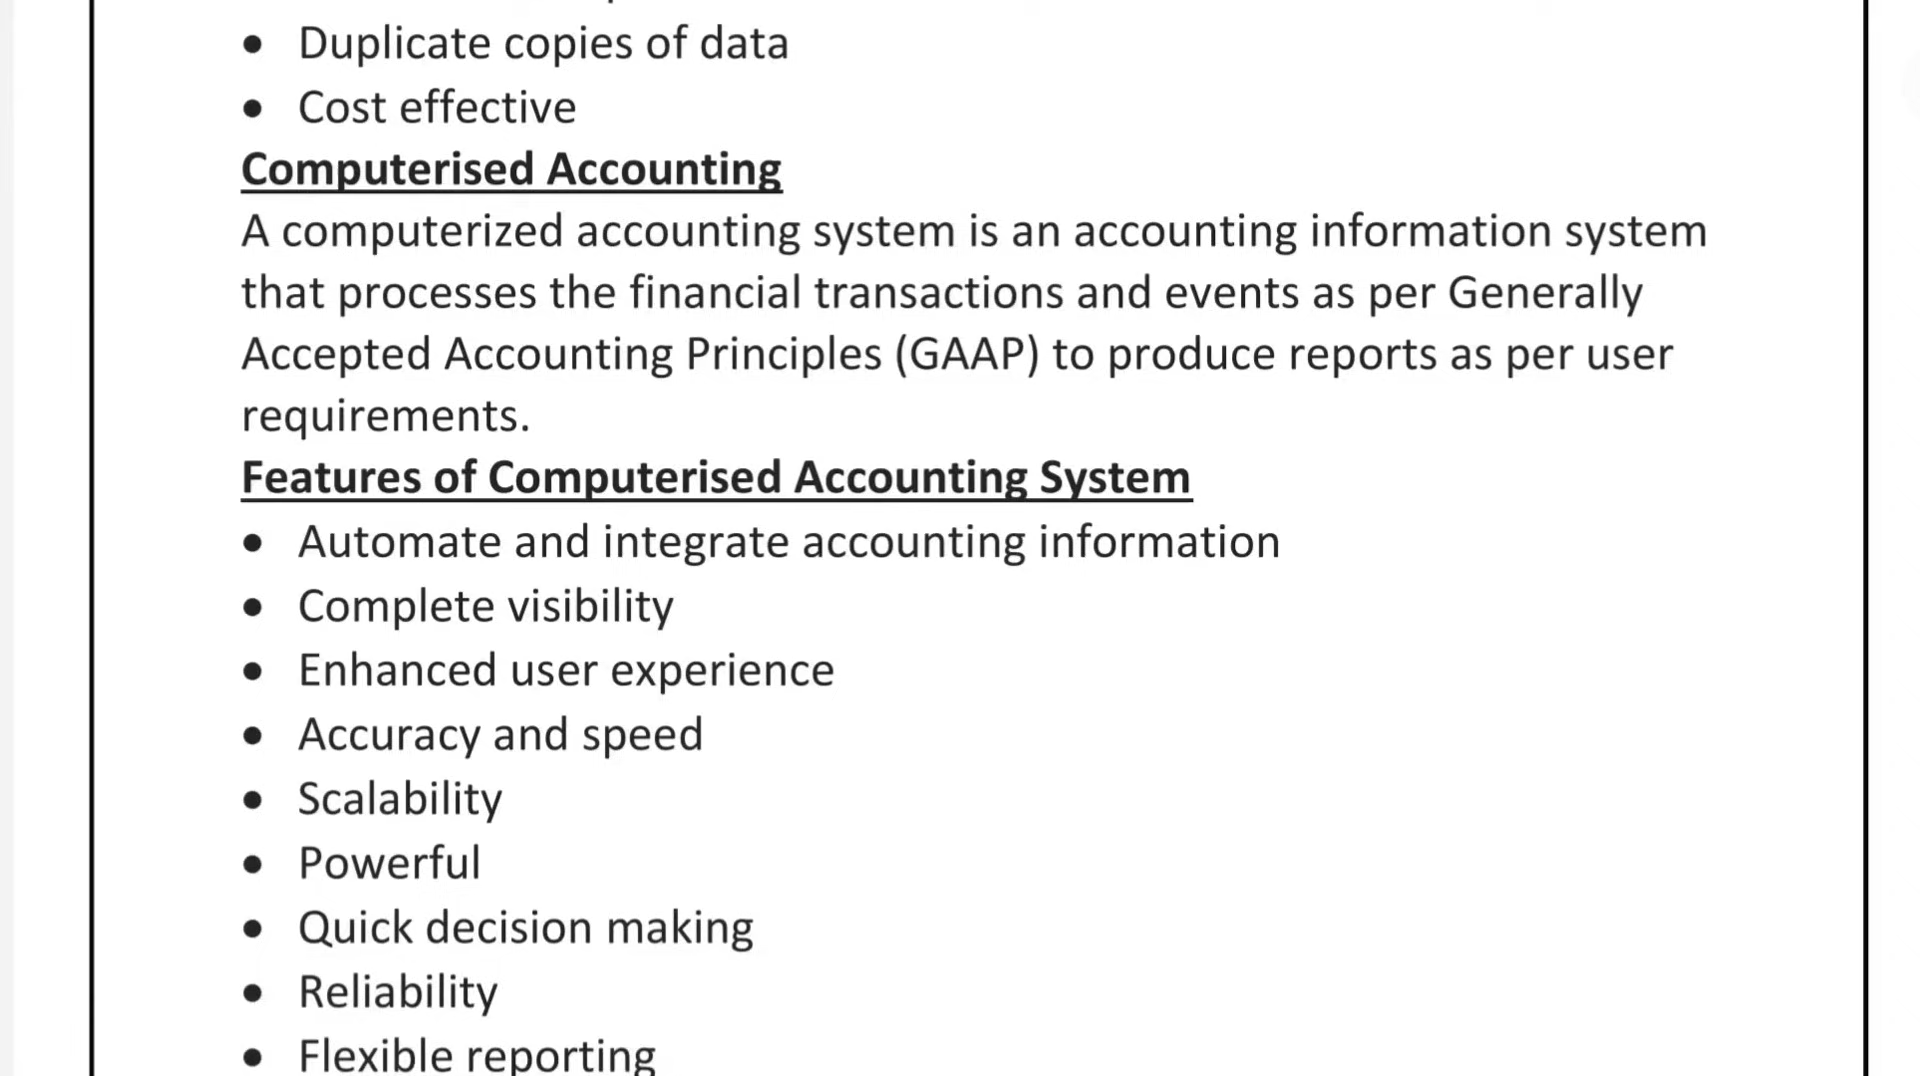 • Duplicate copies of data
• Cost effective
Computerised Accounting
A computerized accounting system is an accounting information system
that processes the financial transactions and events as per Generally
Accepted Accounting Principles (GAAP) to produce reports as per user
requirements.
Features of Computerised Accounting System
• Automate and integrate accounting information
• Complete visibility
• Enhanced user experience
• Accuracy and speed
• Scalability
• Powerful
• Quick decision making
• Reliability
• Flexible reporting